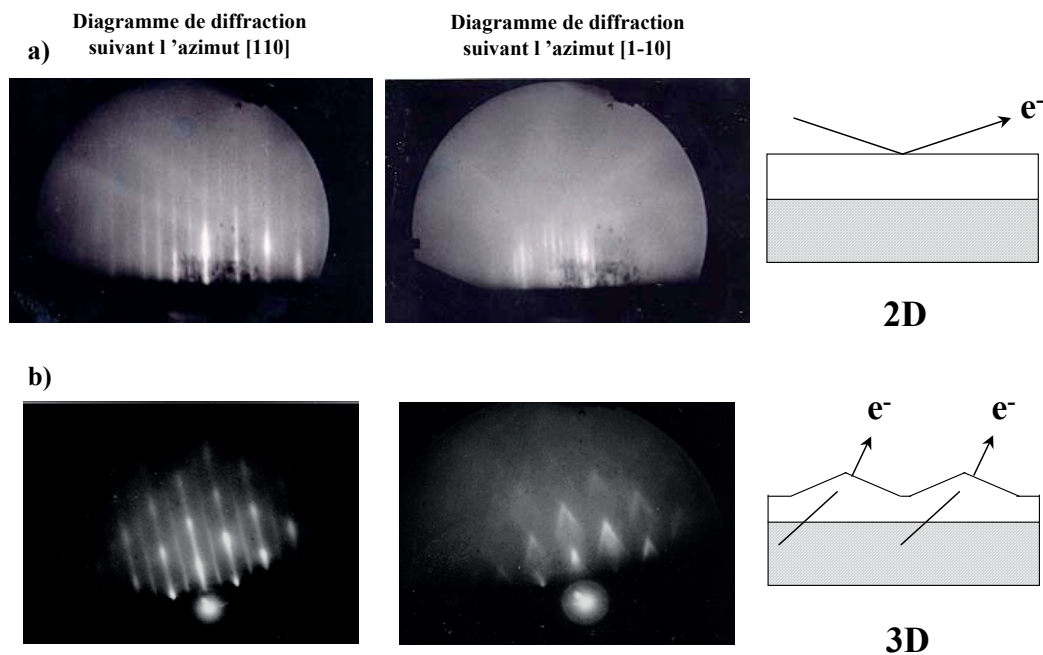 Diagramme de diffraction
suivant l ’azimut [110]
Diagramme de diffraction
suivant l ’azimut [1-10]
a)
e-
2D
b)
e-
e-
3D